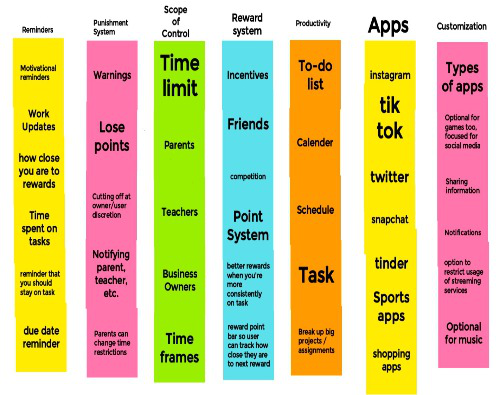 Reminders
Motivational
reminders
Work
Updates
how close
you are to
rewards
Time
spent on
tasks
reminder that
you should
stay on task
due date
reminder
Punishment
System
Warnings
Lose
points
Cutting off at
owner/user
discretion
Notifying
parent,
teacher,
etc.
Parents can
change time
restrictions
Scope
of
Control
Time
limit
Parents
Teachers
Business
Owners
Time
frames
Reward
system
Incentives
Friends
competition
Point
System
better rewards
when you're
more
consistently
on task
reward point
bar so user
can track how
close they are
to next reward
Productivity
To-do
list
Calender
Schedule
Task
Break up big
projects /
assignments
Apps
instagram
tik
tok
twitter
snapchat
tinder
Sports
apps
shopping
apps
Customization
Types
of apps
Optional for
games too,
focused for
social media
Sharing
information
Notifications
option to
restrict usage
of streaming
services
Optional
for music